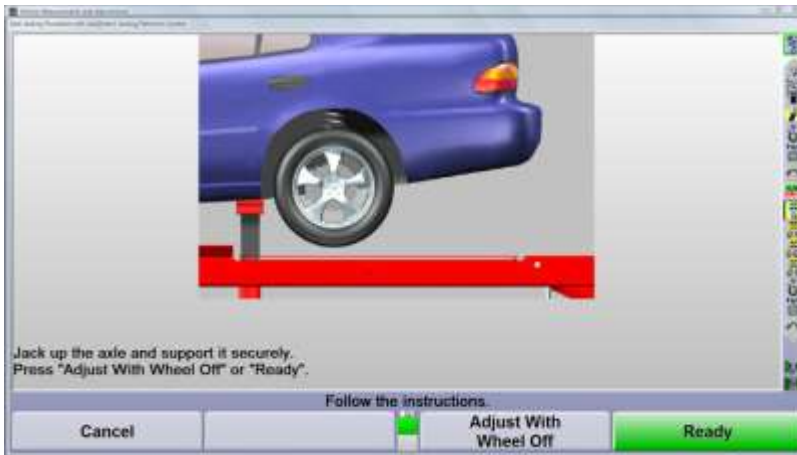 Jack up the axle and support it securely.
Press "Adjust With Wheel Off" or "Ready".
Follow the instructions.
Cancel
Adjust With
Wheel Off
Ready